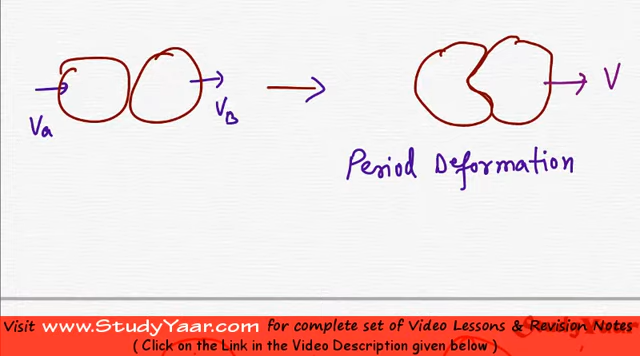 Va
VB
V
Period Deformation
Visit www.StudyYaar.com for complete set of Video Lessons & Revision Notes
( Click on the Link in the Video Description given below )
StudyYaar